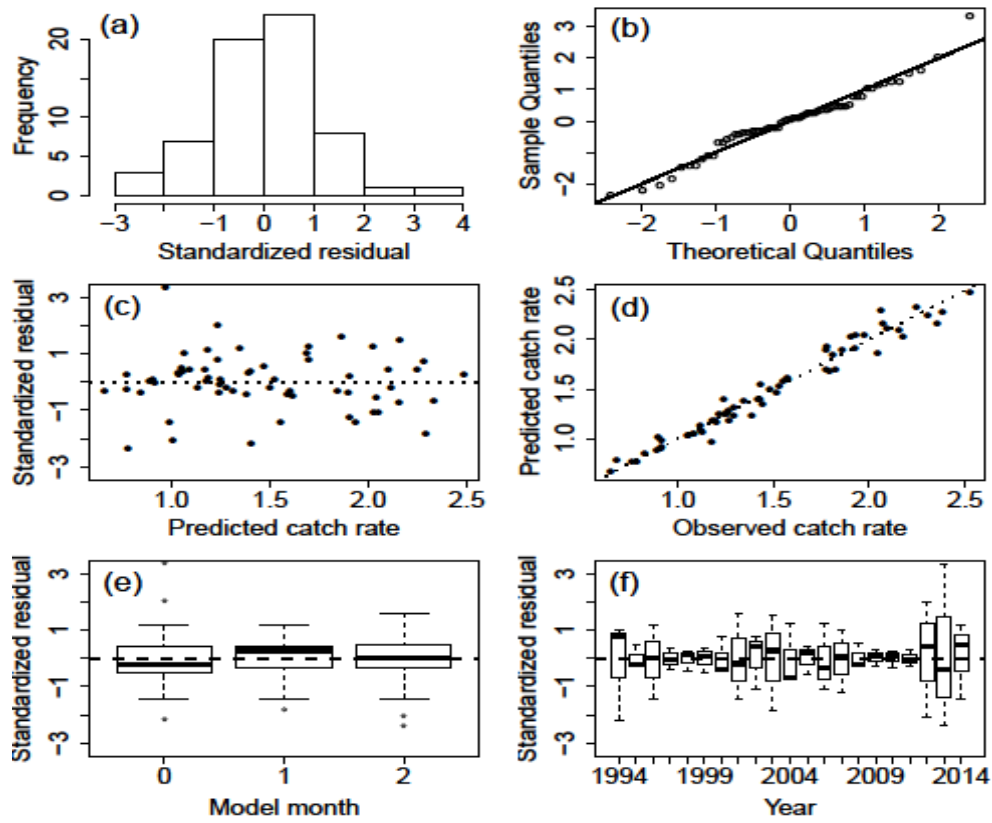 (a)
Frequency
0 5 10 20
−3 −1 0 1 2 3 4
Standardized residual
(b)
Sample Quantiles
−2 0 1 2 3
−2 −1 0 1 2
Theoretical Quantiles
(c)
Standardized residual
−3 −1 1 3
1.0 1.5 2.0 2.5
Predicted catch rate
(d)
Predicted catch rate
1.0 1.5 2.0 2.5
1.0 1.5 2.0 2.5
Observed catch rate
(e)
Standardized residual
−3 −1 1 3
0 1 2
Model month
(f)
Standardized residual
−3 −1 1 3
1994 1999 2004 2009 2014
Year